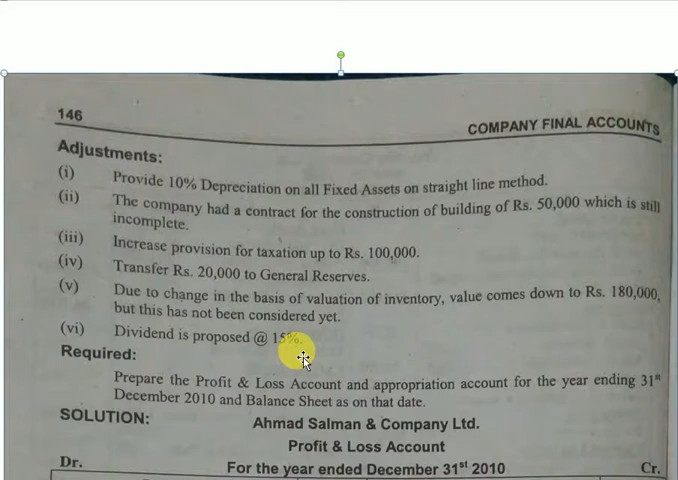 146
COMPANY FINAL ACCOUNTS
Adjustments:
(i) Provide 10% Depreciation on all Fixed Assets on straight line method.
(ii) The company had a contract for the construction of building of Rs. 50,000 which is still
incomplete.
(iii) Increase provision for taxation up to Rs. 100,000.
(iv) Transfer Rs. 20,000 to General Reserves.
(v) Due to change in the basis of valuation of inventory, value comes down to Rs. 180,000,
but this has not been considered yet.
(vi) Dividend is proposed @ 15%.
Required:
Prepare the Profit & Loss Account and appropriation account for the year ending 31st
December 2010 and Balance Sheet as on that date.
SOLUTION:
Ahmad Salman & Company Ltd.
Profit & Loss Account
Dr. For the year ended December 31st 2010 Cr.